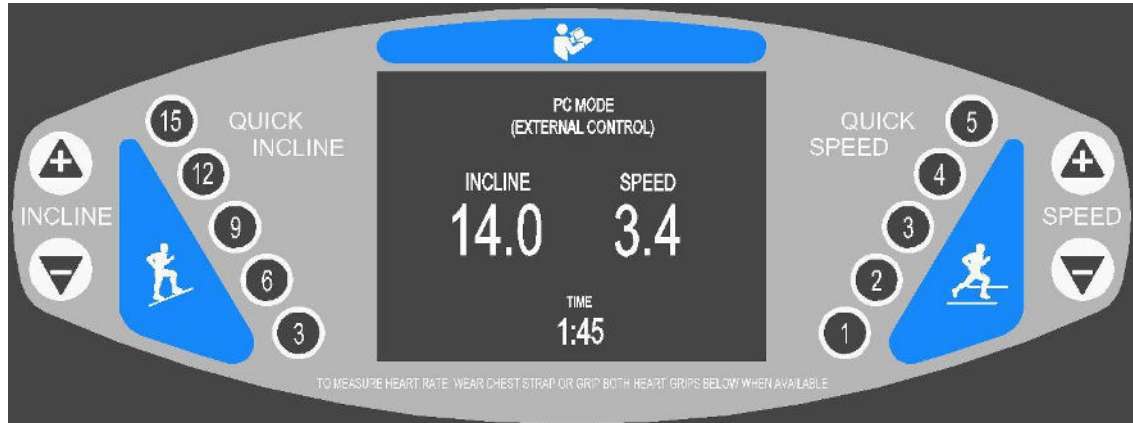 PC MODE
(EXTERNAL CONTROL)
15
QUICK
INCLINE
12
9
6
3
+
INCLINE
−
INCLINE
14.0
SPEED
3.4
TIME
1:45
QUICK
SPEED
5
4
3
2
1
+
SPEED
−
TO MEASURE HEART RATE: WEAR CHEST STRAP OR GRIP BOTH HEART GRIPS BELOW WHEN AVAILABLE